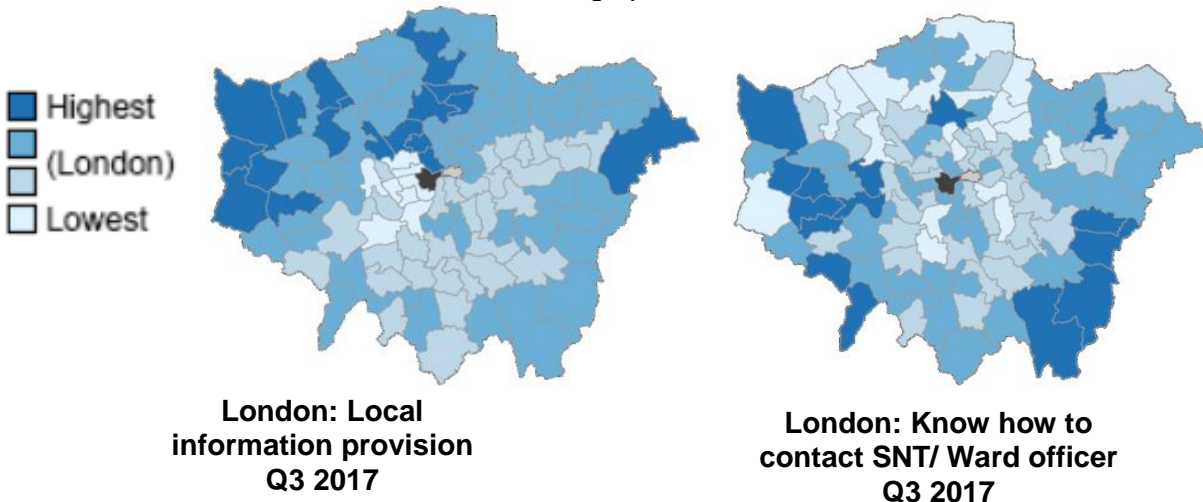 Highest
(London)
Lowest
London: Local
information provision
Q3 2017
London: Know how to
contact SNT/ Ward officer
Q3 2017